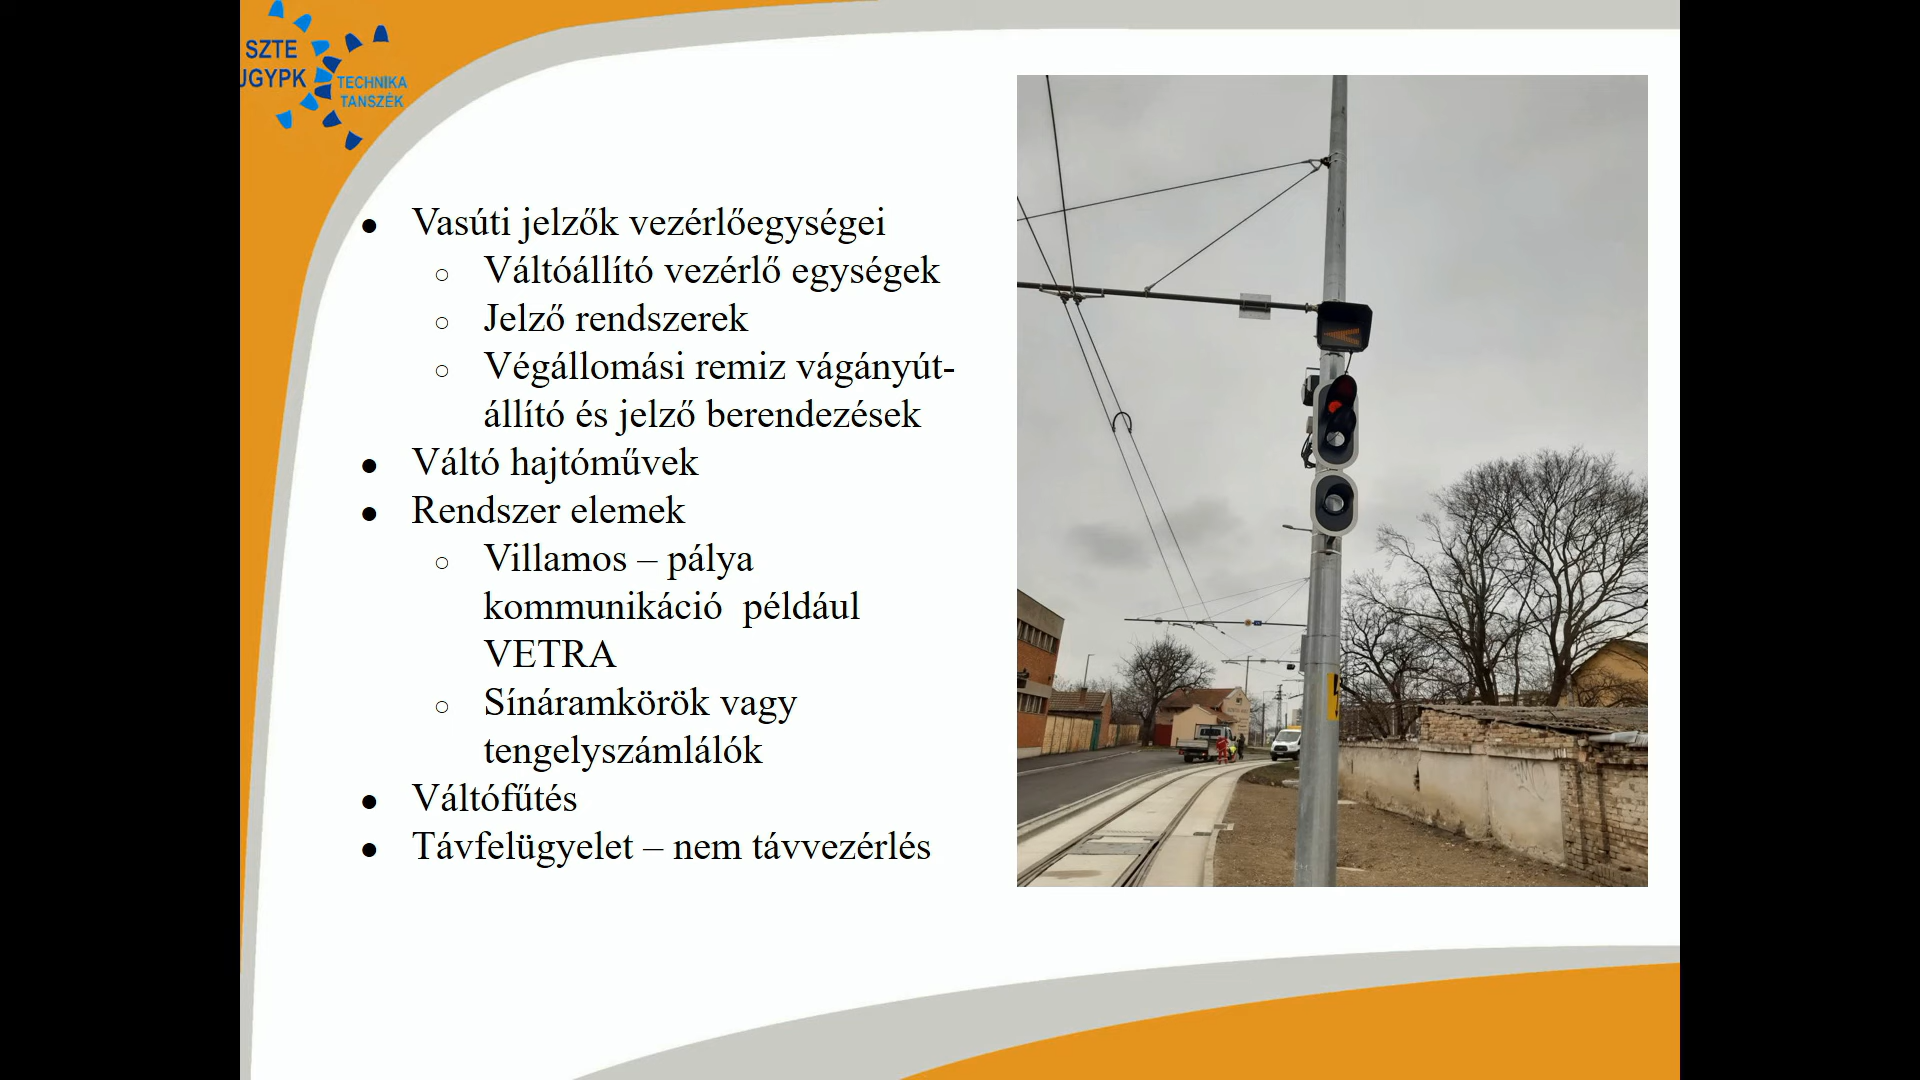 SZTE
JGYPK
TECHNIKA
TANSZÉK
Vasúti jelzők vezérlőegységei
Váltóállító vezérlő egységek
Jelző rendszerek
Végállomási remiz vágányút-
állító és jelző berendezések
Váltó hajtóművek
Rendszer elemek
Villamos – pálya
kommunikáció például
VETRA
Sínáramkörök vagy
tengelyszámlálók
Váltófűtés
Távfelügyelet – nem távvezérlés